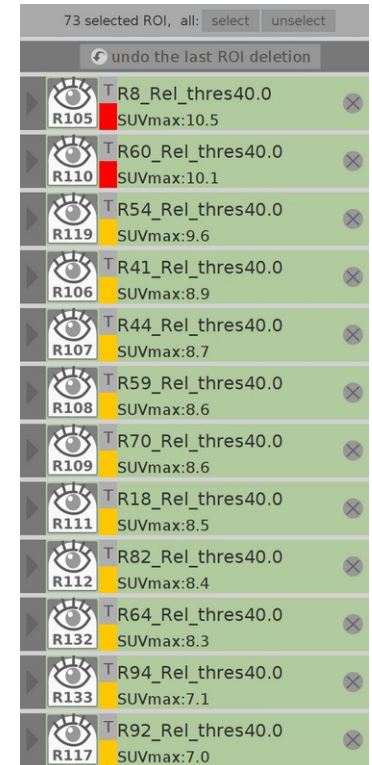 73 selected ROI, all: select unselect
undo the last ROI deletion
T R8_Rel_thres40.0
R105 SUVmax:10.5
T R60_Rel_thres40.0
R110 SUVmax:10.1
T R54_Rel_thres40.0
R119 SUVmax:9.6
T R41_Rel_thres40.0
R106 SUVmax:8.9
T R44_Rel_thres40.0
R107 SUVmax:8.7
T R59_Rel_thres40.0
R108 SUVmax:8.6
T R70_Rel_thres40.0
R109 SUVmax:8.6
T R18_Rel_thres40.0
R111 SUVmax:8.5
T R82_Rel_thres40.0
R112 SUVmax:8.4
T R64_Rel_thres40.0
R132 SUVmax:8.3
T R94_Rel_thres40.0
R133 SUVmax:7.1
T R92_Rel_thres40.0
R117 SUVmax:7.0